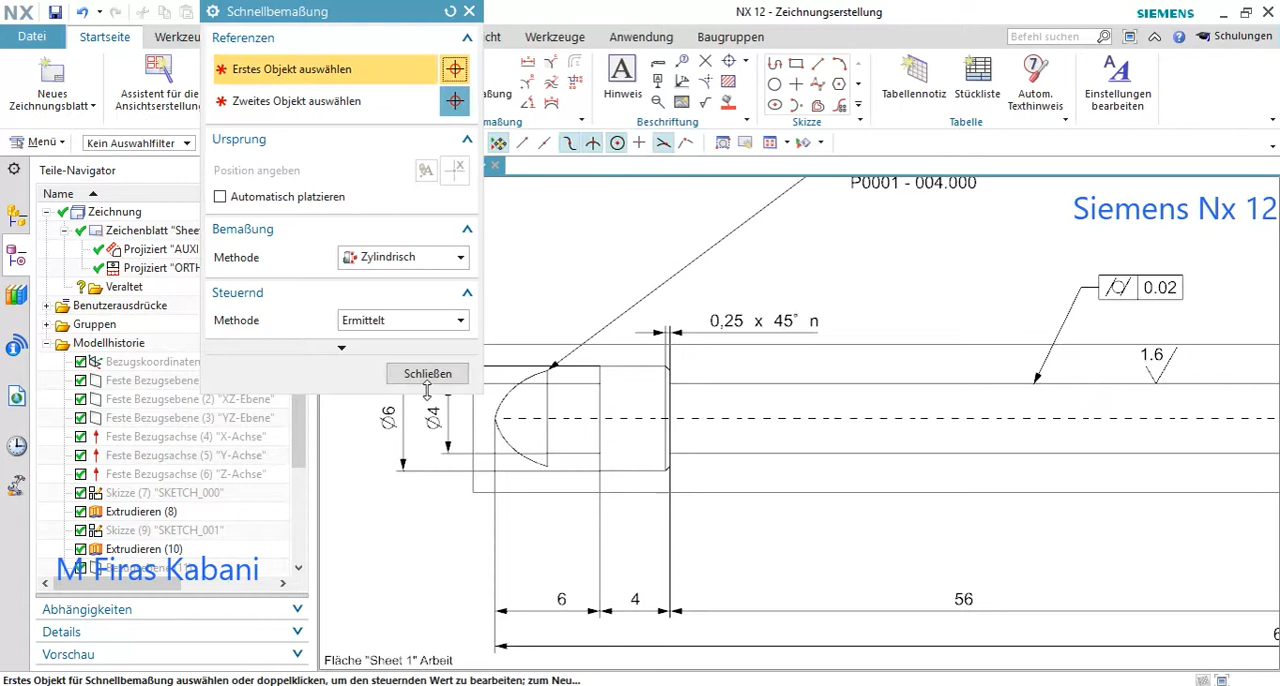 NX
Schnellbemaßung
NX 12 - Zeichnungserstellung
SIEMENS
Datei
Startseite
Werkzeu
cht
Werkzeuge
Anwendung
Baugruppen
Befehl suchen
Schulungen
Neues
Zeichnungsblatt
Assistent für die
Ansichtserstellung
Hinweis
Tabellennotiz
Stückliste
Autom.
Texthinweis
Einstellungen
bearbeiten
maßung
Beschriftung
Skizze
Tabelle
Menü
Kein Auswahlfilter
Referenzen
* Erstes Objekt auswählen
* Zweites Objekt auswählen
Ursprung
Position angeben
Automatisch platzieren
Bemaßung
Methode
Zylindrisch
Steuernd
Methode
Ermittelt
Schließen
Teile-Navigator
Name
Zeichnung
Zeichenblatt "Shee
Projiziert "AUXI
Projiziert "ORTH
Veraltet
Benutzerausdrücke
Gruppen
Modellhistorie
Bezugskoordinaten
Feste Bezugsebene
Feste Bezugsebene (2) "XZ-Ebene"
Feste Bezugsebene (3) "YZ-Ebene"
Feste Bezugsachse (4) "X-Achse"
Feste Bezugsachse (5) "Y-Achse"
Feste Bezugsachse (6) "Z-Achse"
Skizze (7) "SKETCH_000"
Extrudieren (8)
Skizze (9) "SKETCH_001"
Extrudieren (10)
M Firas Kabani
Abhängigkeiten
Details
Vorschau
P0001 - 004.000
Siemens Nx 12
0.02
0,25 x 45° n
1.6
Ø6
Ø4
6
4
56
6
Fläche "Sheet 1" Arbeit
Erstes Objekt für Schnellbemaßung auswählen oder doppelklicken, um den steuernden Wert zu bearbeiten; zum Neu...